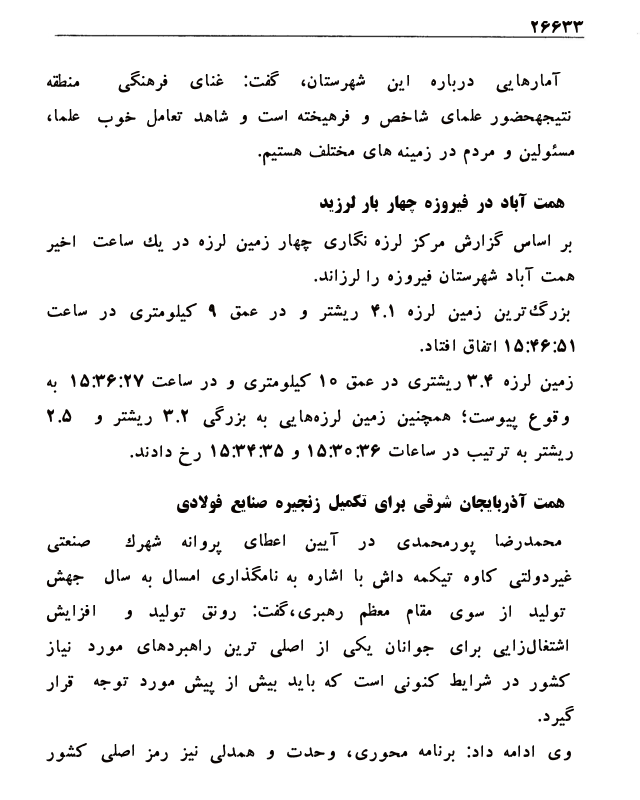 ۲۶۶۳۳
آمارهایی درباره این شهرستان، گفت: غنای فرهنگی منطقه
نتیجهحضور علمای شاخص و فرهیخته است و شاهد تعامل خوب علما،
مسئولین و مردم در زمینه های مختلف هستیم.
همت آباد در فیروزه چهار بار لرزید
بر اساس گزارش مرکز لرزه نگاری چهار زمین لرزه در یك ساعت اخیر
همت آباد شهرستان فیروزه را لرزاند.
بزرگ‌ترین زمین لرزه ۴.۱ ریشتر و در عمق ۹ کیلومتری در ساعت
۱۵:۴۶:۵۱ اتفاق افتاد.
زمین لرزه ۳.۴ ریشتری در عمق ۱۰ کیلومتری و در ساعت ۱۵:۳۶:۲۷ به
وقوع پیوست؛ همچنین زمین لرزه‌هایی به بزرگی ۳.۲ ریشتر و ۲.۵
ریشتر به ترتیب در ساعات ۱۵:۳۰:۳۶ و ۱۵:۳۴:۳۵ رخ دادند.
همت آذربایجان شرقی برای تکمیل زنجیره صنایع فولادی
محمدرضا پورمحمدی در آیین اعطای پروانه شهرك صنعتی
غیردولتی کاوه تیکمه داش با اشاره به نامگذاری امسال به سال جهش
تولید از سوی مقام معظم رهبری،گفت: رونق تولید و افزایش
اشتغال‌زایی برای جوانان یکی از اصلی ترین راهبردهای مورد نیاز
کشور در شرایط کنونی است که باید بیش از پیش مورد توجه قرار
گیرد.
وی ادامه داد: برنامه محوری، وحدت و همدلی نیز رمز اصلی کشور